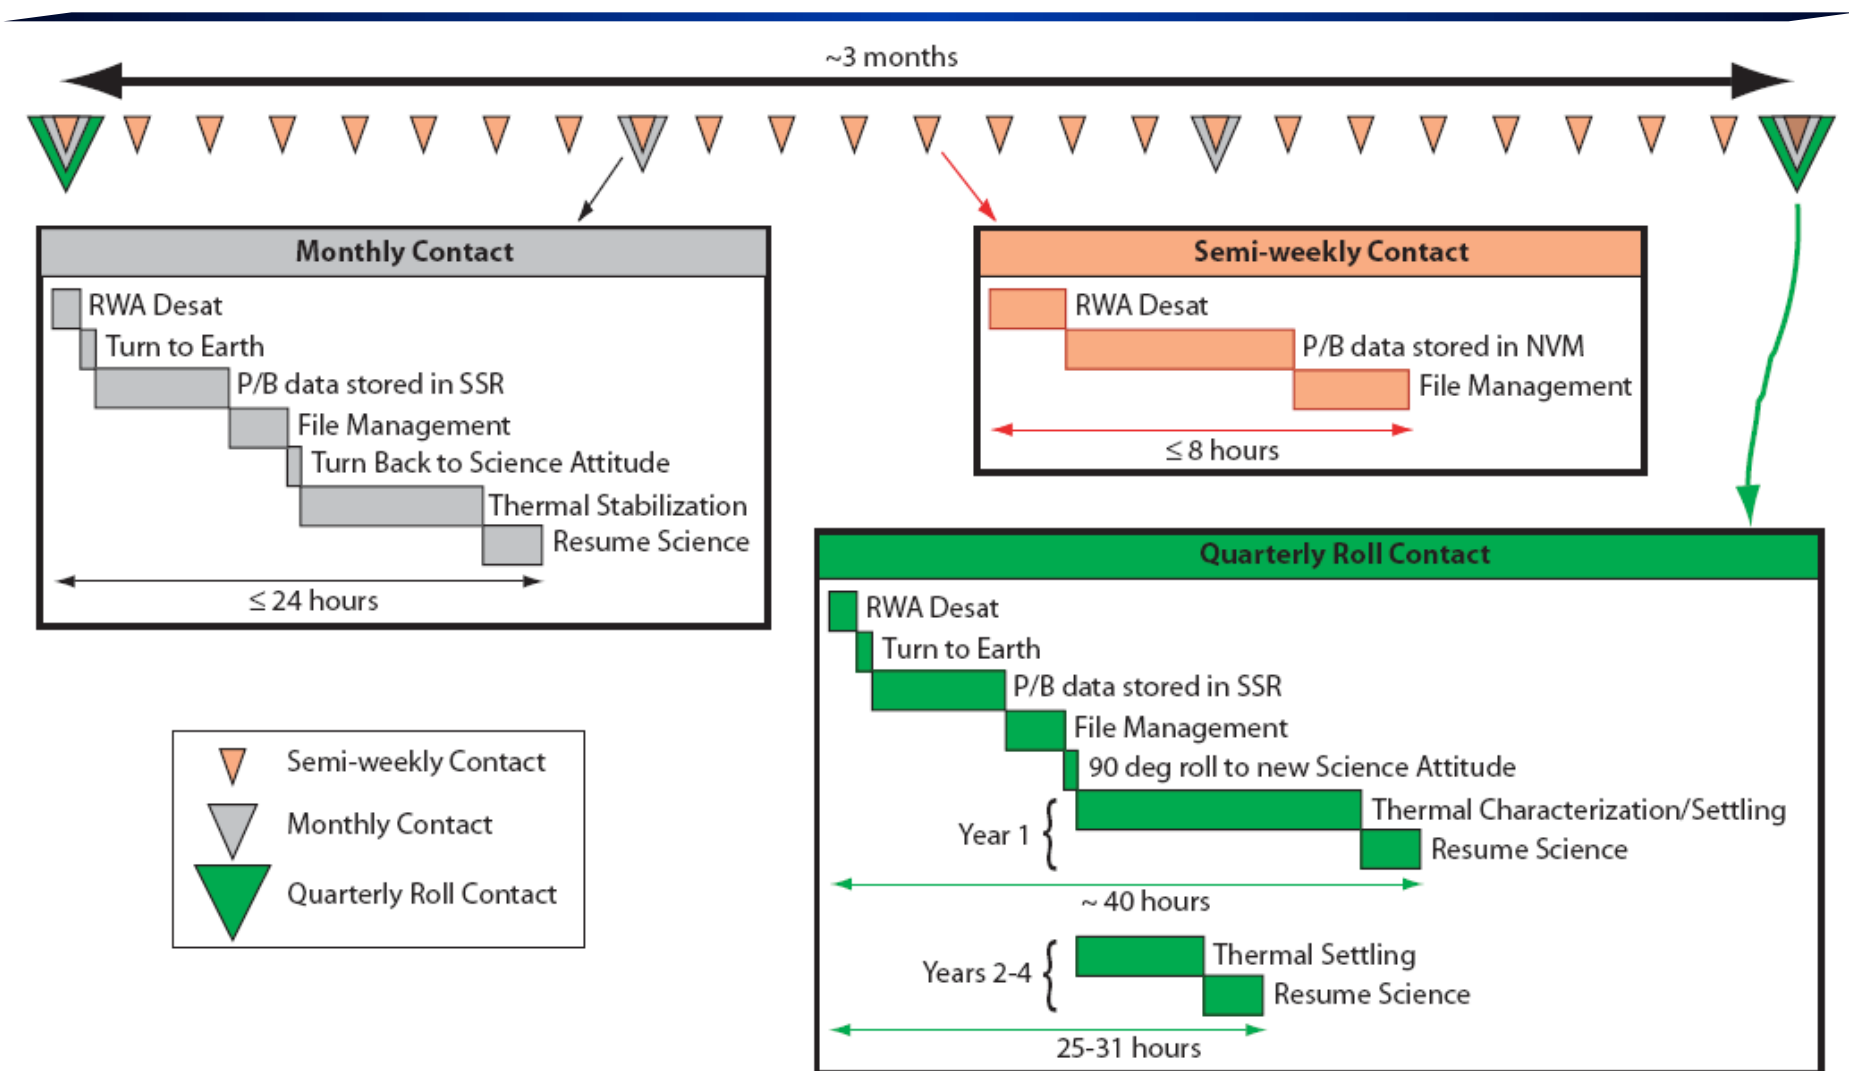 ~3 months
Monthly Contact
RWA Desat
Turn to Earth
P/B data stored in SSR
File Management
Turn Back to Science Attitude
Thermal Stabilization
Resume Science
≤ 24 hours
Semi-weekly Contact
RWA Desat
P/B data stored in NVM
File Management
≤ 8 hours
Quarterly Roll Contact
RWA Desat
Turn to Earth
P/B data stored in SSR
File Management
90 deg roll to new Science Attitude
Thermal Characterization/Settling
Year 1
Resume Science
~ 40 hours
Thermal Settling
Years 2-4
Resume Science
25-31 hours
Semi-weekly Contact
Monthly Contact
Quarterly Roll Contact